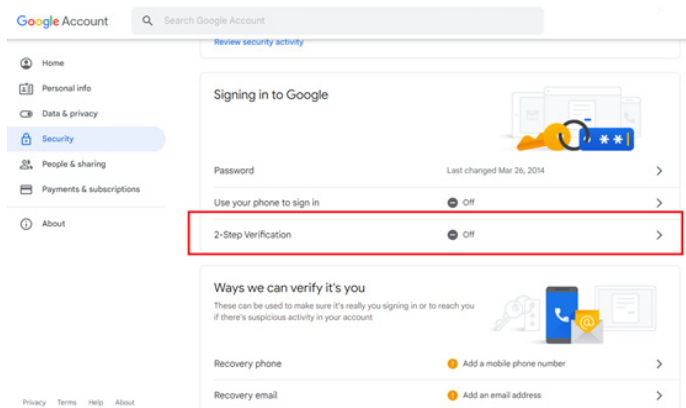 Google Account
Search Google Account
Review security activity
Home
Personal info
Data & privacy
Security
People & sharing
Payments & subscriptions
About
Signing in to Google
**
Password Last changed Mar 26, 2014
Use your phone to sign in Off
2-Step Verification Off
Ways we can verify it's you
These can be used to make sure it's really you signing in or to reach you
if there's suspicious activity in your account
@
Recovery phone ! Add a mobile phone number
Recovery email ! Add an email address
Privacy Terms Help About